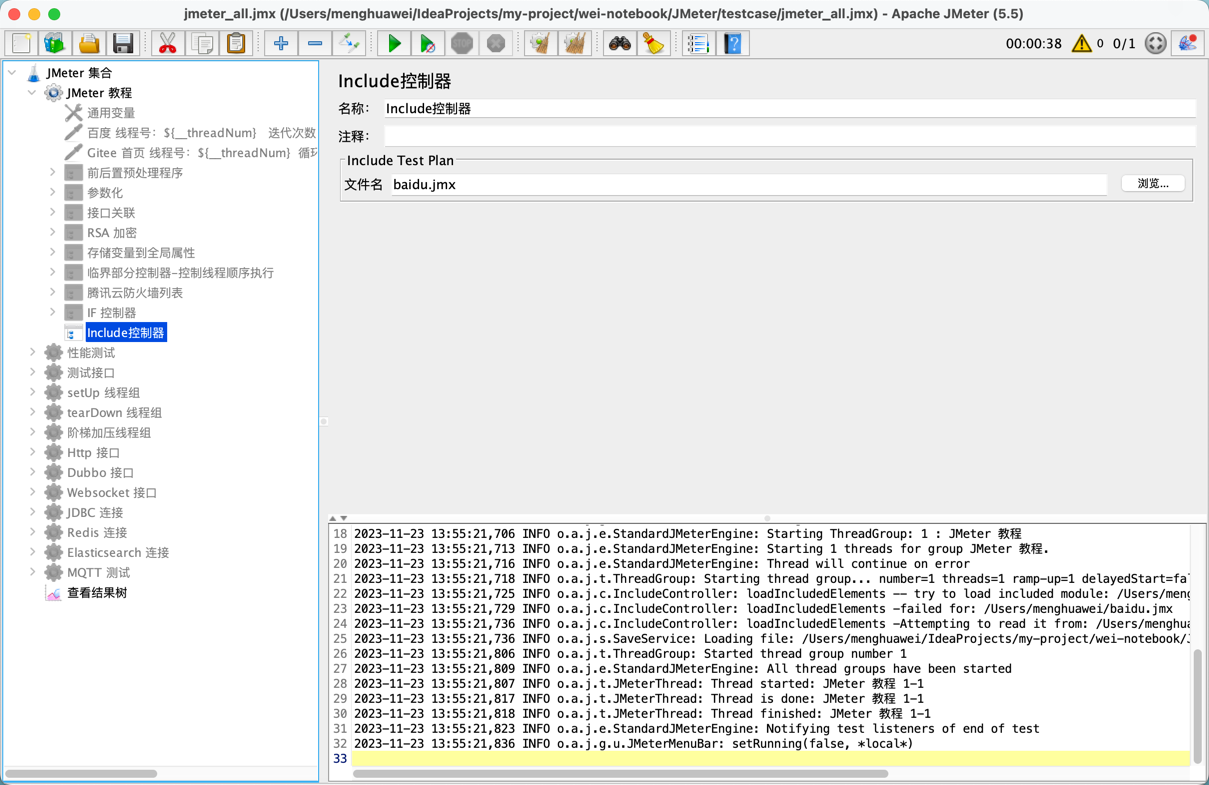 jmeter_all.jmx (/Users/menghuawei/IdeaProjects/my-project/wei-notebook/JMeter/testcase/jmeter_all.jmx) - Apache JMeter (5.5)
00:00:38 0 0/1
JMeter 集合
JMeter 教程
通用变量
百度 线程号：${__threadNum} 迭代次数
Gitee 首页 线程号：${__threadNum} 循环
前后置预处理程序
参数化
接口关联
RSA 加密
存储变量到全局属性
临界部分控制器-控制线程顺序执行
腾讯云防火墙列表
IF 控制器
Include控制器
性能测试
测试接口
setUp 线程组
tearDown 线程组
阶梯加压线程组
Http 接口
Dubbo 接口
Websocket 接口
JDBC 连接
Redis 连接
Elasticsearch 连接
MQTT 测试
查看结果树
Include控制器
名称： Include控制器
注释：
Include Test Plan
文件名 baidu.jmx 浏览...
18 2023-11-23 13:55:21,706 INFO o.a.j.e.StandardJMeterEngine: Starting ThreadGroup: 1 : JMeter 教程
19 2023-11-23 13:55:21,713 INFO o.a.j.e.StandardJMeterEngine: Starting 1 threads for group JMeter 教程.
20 2023-11-23 13:55:21,716 INFO o.a.j.e.StandardJMeterEngine: Thread will continue on error
21 2023-11-23 13:55:21,718 INFO o.a.j.t.ThreadGroup: Starting thread group... number=1 threads=1 ramp-up=1 delayedStart=fal
22 2023-11-23 13:55:21,725 INFO o.a.j.c.IncludeController: loadIncludedElements -- try to load included module: /Users/meng
23 2023-11-23 13:55:21,729 INFO o.a.j.c.IncludeController: loadIncludedElements -failed for: /Users/menghuawei/baidu.jmx
24 2023-11-23 13:55:21,736 INFO o.a.j.c.IncludeController: loadIncludedElements -Attempting to read it from: /Users/menghua
25 2023-11-23 13:55:21,736 INFO o.a.j.s.SaveService: Loading file: /Users/menghuawei/IdeaProjects/my-project/wei-notebook/J
26 2023-11-23 13:55:21,806 INFO o.a.j.t.ThreadGroup: Started thread group number 1
27 2023-11-23 13:55:21,809 INFO o.a.j.e.StandardJMeterEngine: All thread groups have been started
28 2023-11-23 13:55:21,807 INFO o.a.j.t.JMeterThread: Thread started: JMeter 教程 1-1
29 2023-11-23 13:55:21,817 INFO o.a.j.t.JMeterThread: Thread is done: JMeter 教程 1-1
30 2023-11-23 13:55:21,818 INFO o.a.j.t.JMeterThread: Thread finished: JMeter 教程 1-1
31 2023-11-23 13:55:21,823 INFO o.a.j.e.StandardJMeterEngine: Notifying test listeners of end of test
32 2023-11-23 13:55:21,836 INFO o.a.j.g.u.JMeterMenuBar: setRunning(false, *local*)
33